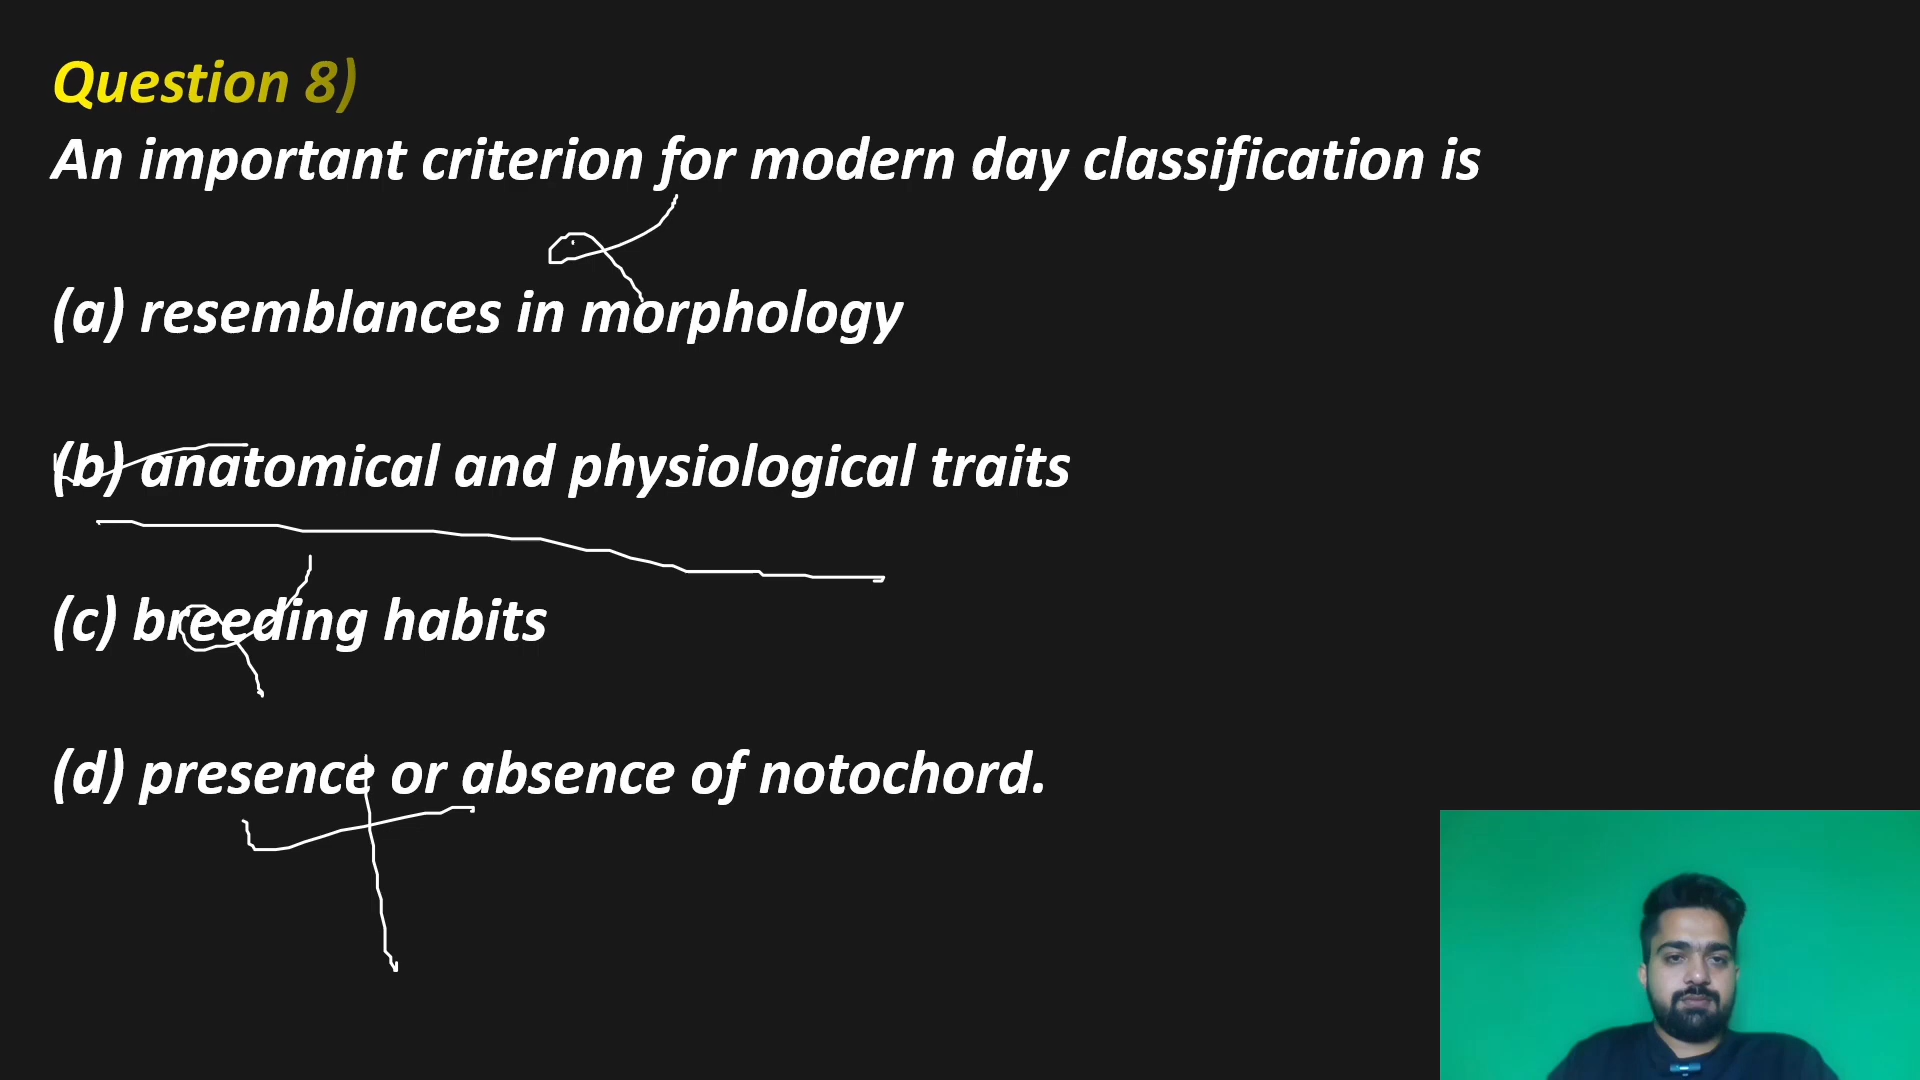 Question 8)
An important criterion for modern day classification is
(a) resemblances in morphology
(b) anatomical and physiological traits
(c) breeding habits
(d) presence or absence of notochord.